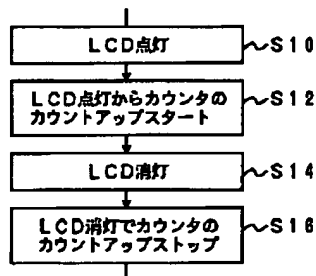 LCD点灯 S10
LCD点灯からカウンタの
カウントアップスタート S12
LCD消灯 S14
LCD消灯でカウンタの
カウントアップストップ S16